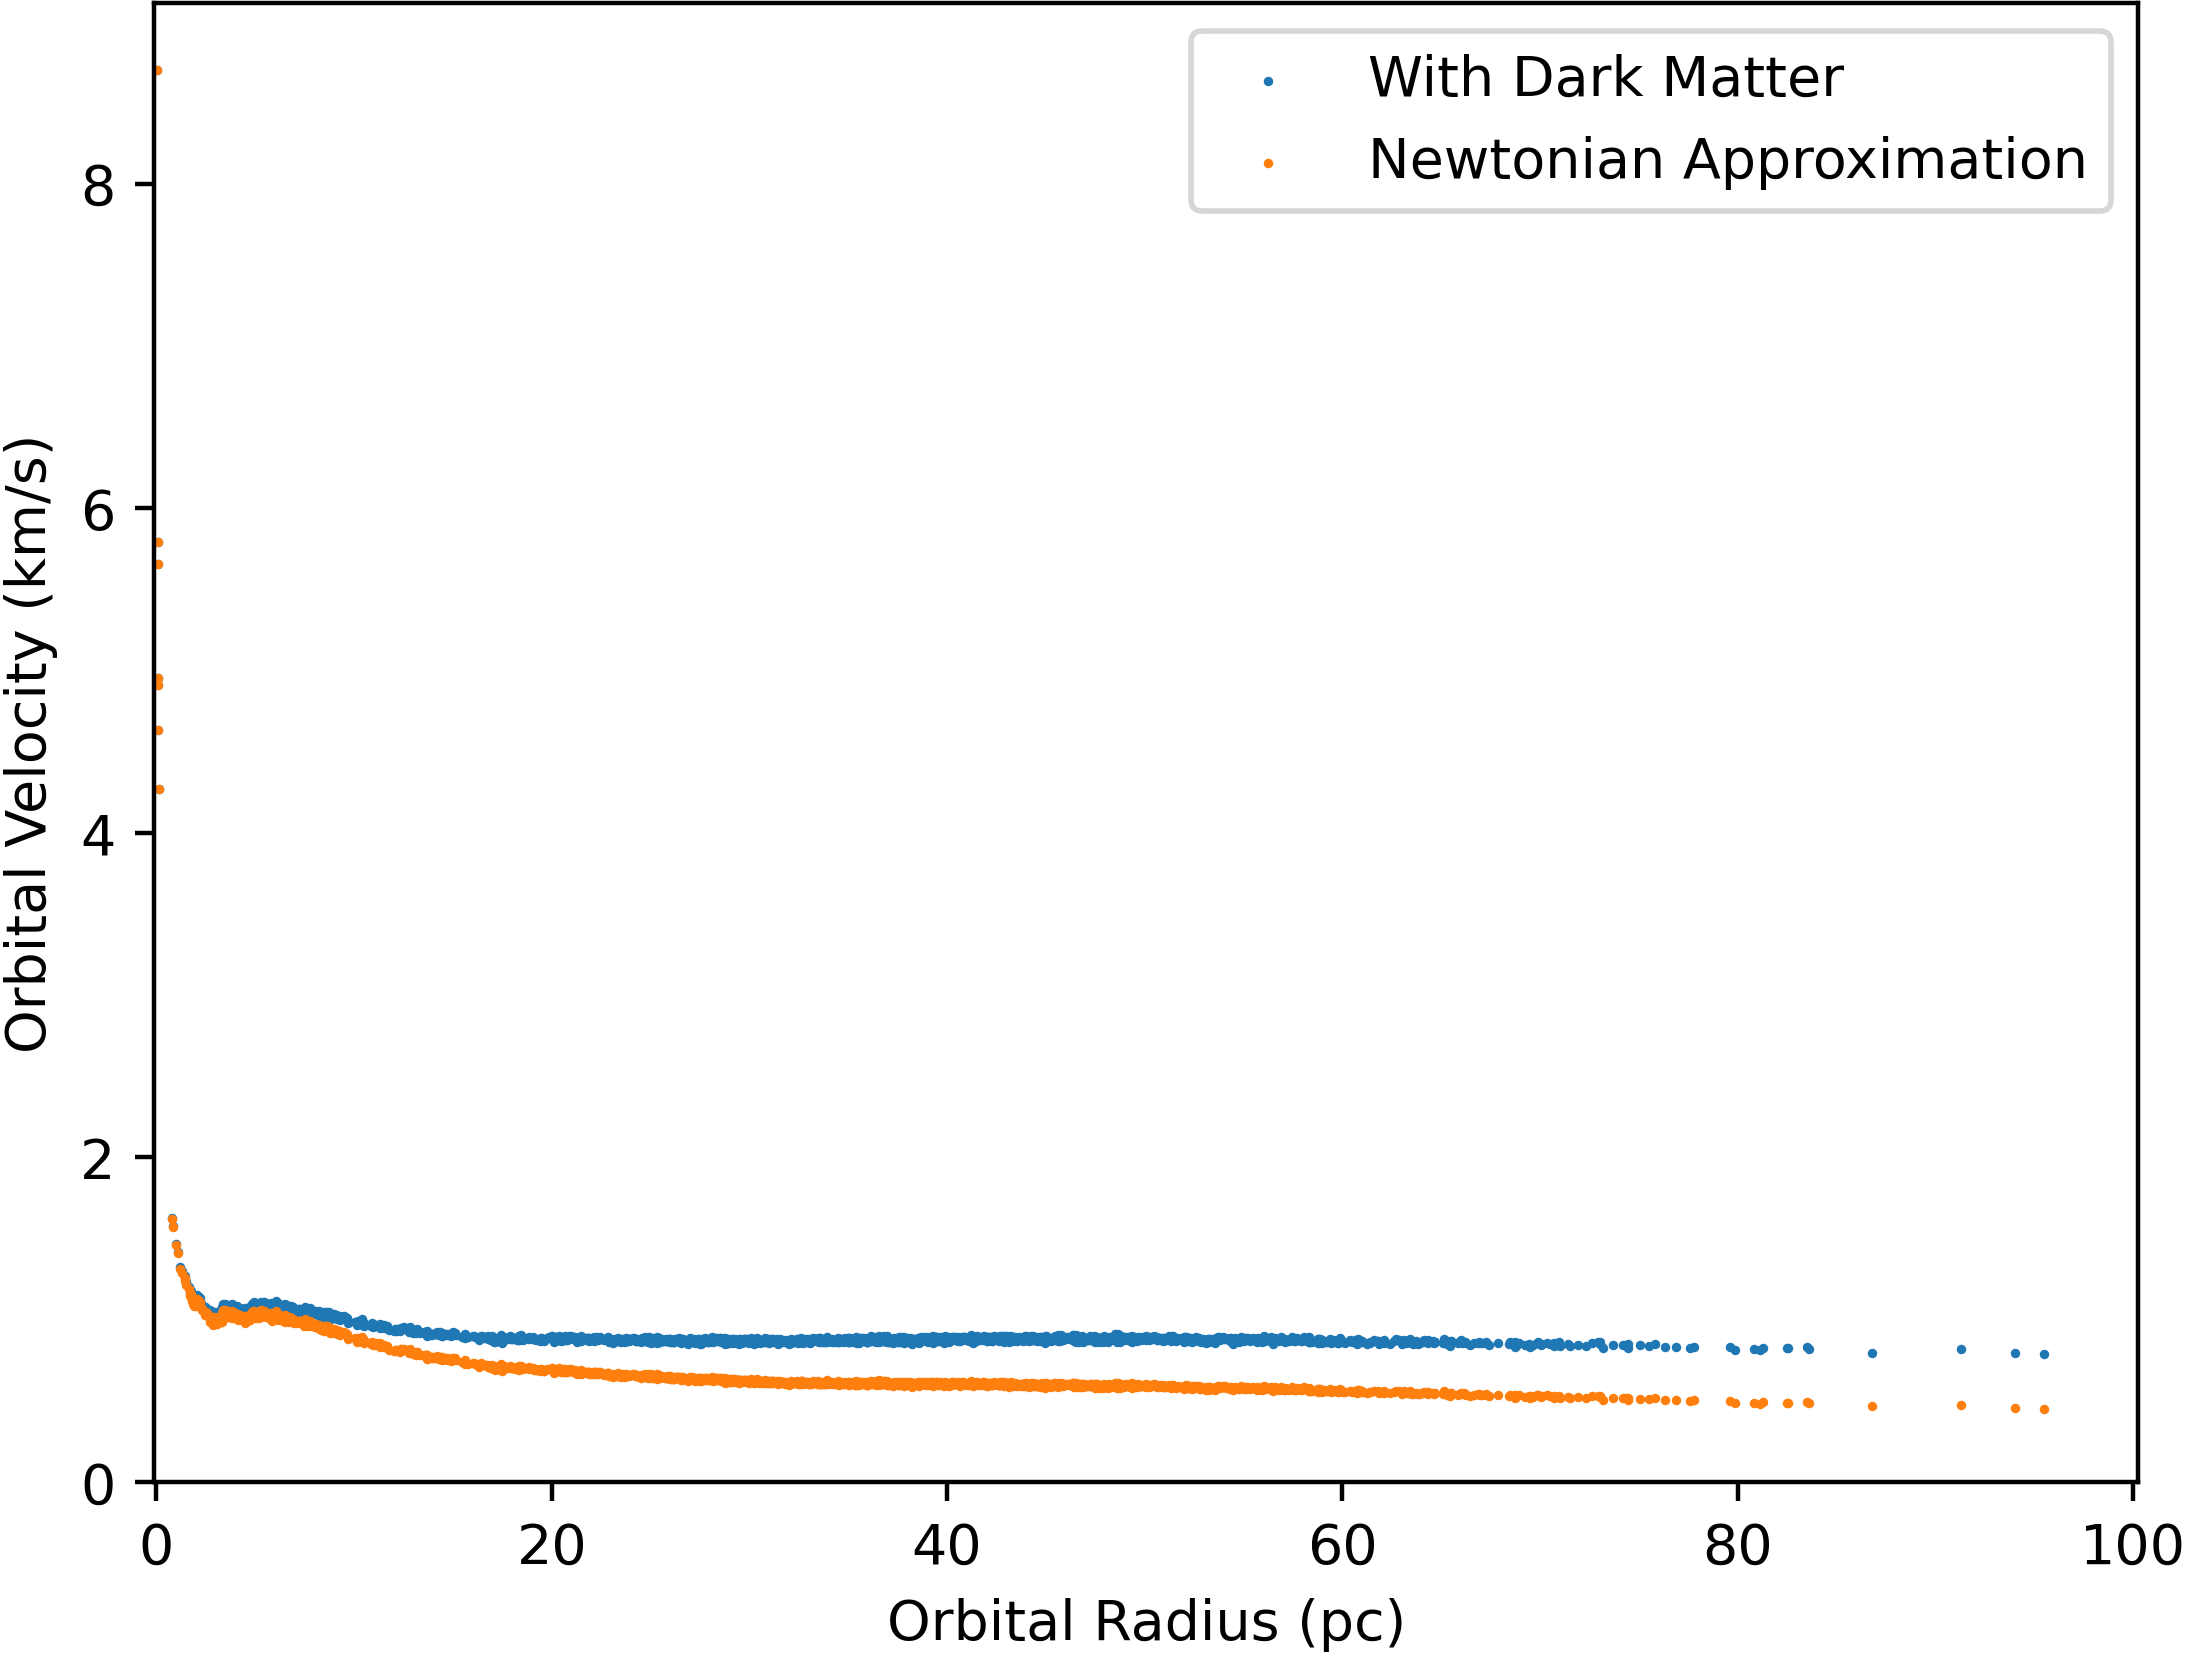 With Dark Matter
Newtonian Approximation
8
6
4
2
0
Orbital Velocity (km/s)
0 20 40 60 80 100
Orbital Radius (pc)